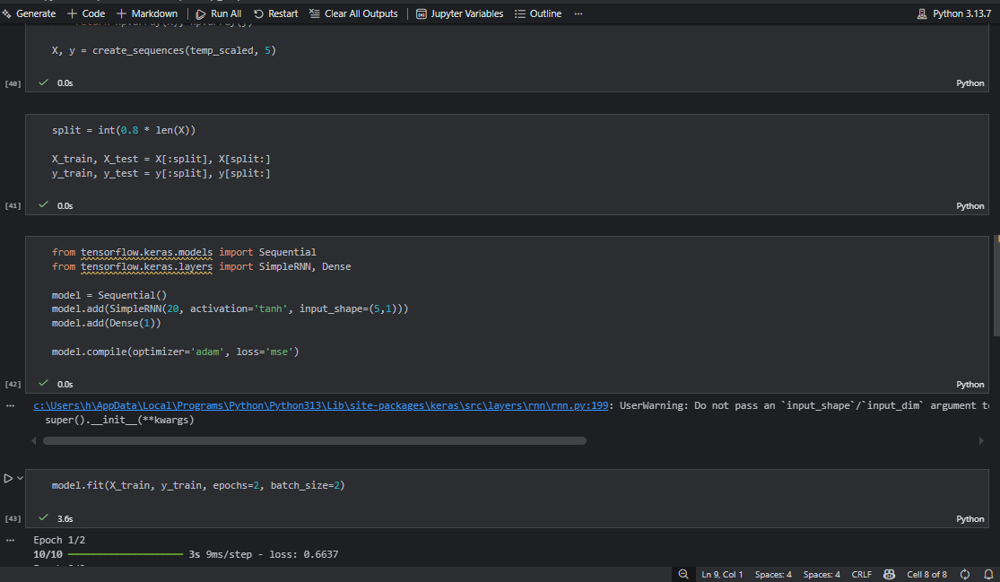 Generate + Code + Markdown Run All Restart Clear All Outputs Jupyter Variables Outline ... Python 3.13.7
X, y = create_sequences(temp_scaled, 5)
[40] 0.0s Python
split = int(0.8 * len(X))
X_train, X_test = X[:split], X[split:]
y_train, y_test = y[:split], y[split:]
[41] 0.0s Python
from tensorflow.keras.models import Sequential
from tensorflow.keras.layers import SimpleRNN, Dense
model = Sequential()
model.add(SimpleRNN(20, activation='tanh', input_shape=(5,1)))
model.add(Dense(1))
model.compile(optimizer='adam', loss='mse')
[42] 0.0s Python
... c:\Users\h\AppData\Local\Programs\Python\Python313\Lib\site-packages\keras\src\layers\rnn\rnn.py:199: UserWarning: Do not pass an `input_shape`/`input_dim` argument to
super().__init__(**kwargs)
model.fit(X_train, y_train, epochs=2, batch_size=2)
[43] 3.6s Python
... Epoch 1/2
10/10 3s 9ms/step - loss: 0.6637
Ln 9, Col 1 Spaces: 4 Spaces: 4 CRLF Cell 8 of 8